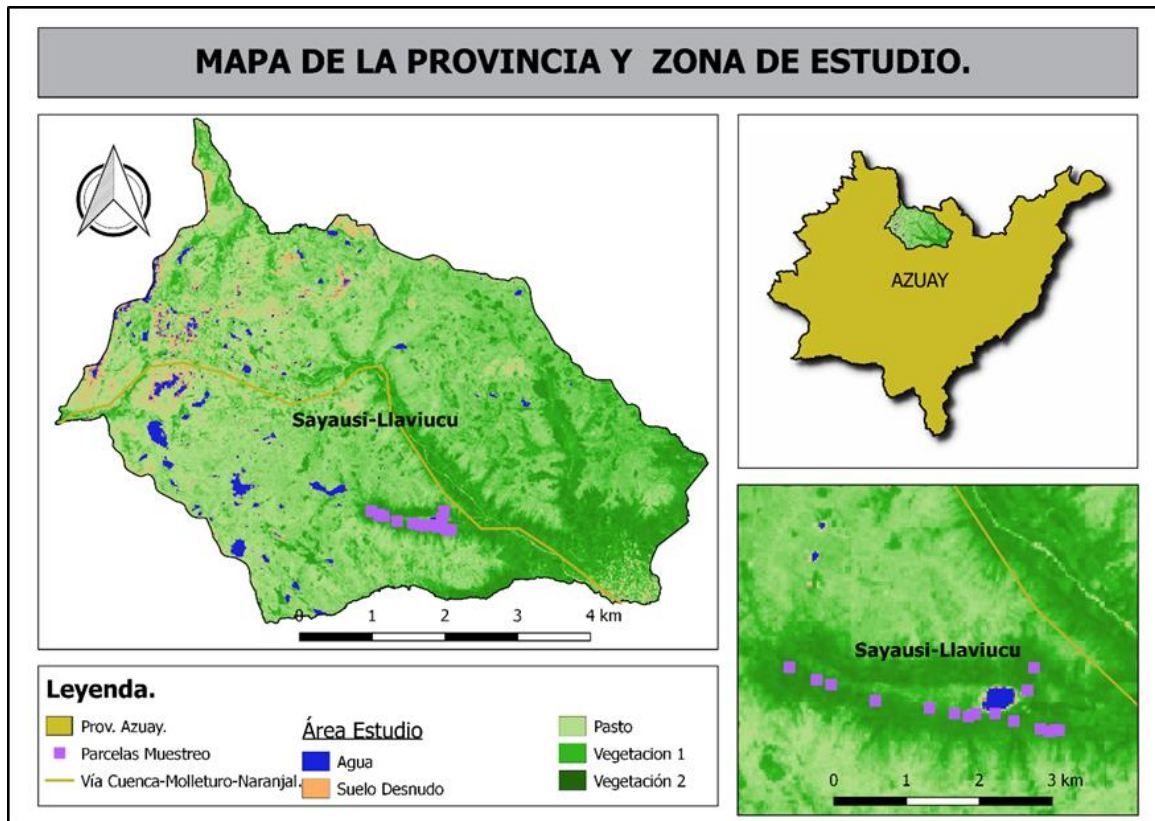 MAPA DE LA PROVINCIA Y ZONA DE ESTUDIO.
Sayausi-Llaviucu
0 1 2 3 4 km
AZUAY
Sayausi-Llaviucu
0 1 2 3 km
Leyenda.
Prov. Azuay.
Parcelas Muestreo
Vía Cuenca-Molleturo-Naranjal.
Área Estudio
Agua
Suelo Desnudo
Pasto
Vegetacion 1
Vegetación 2